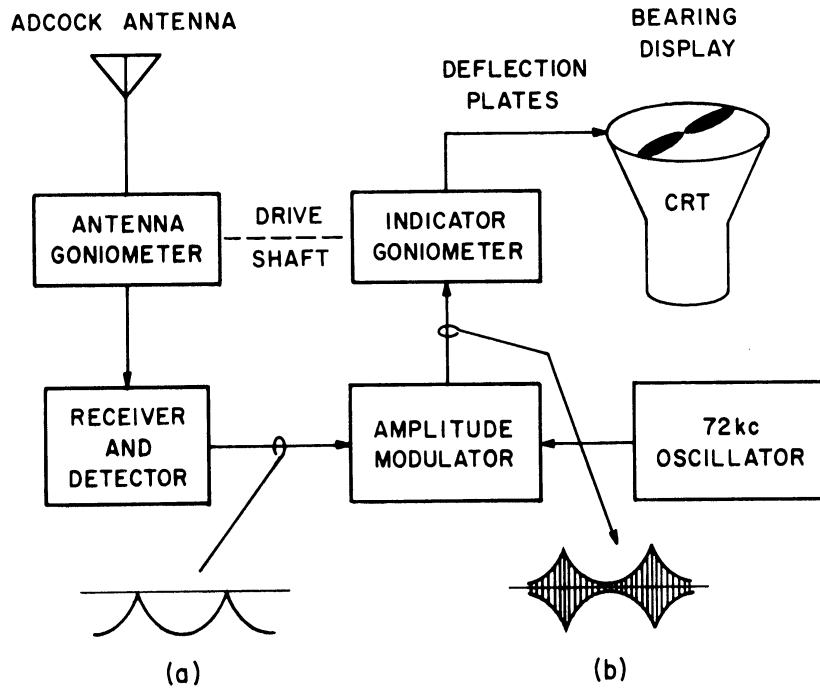 ADCOCK ANTENNA
BEARING
DISPLAY
DEFLECTION
PLATES
ANTENNA
GONIOMETER
DRIVE
SHAFT
INDICATOR
GONIOMETER
CRT
RECEIVER
AND
DETECTOR
AMPLITUDE
MODULATOR
72kc
OSCILLATOR
(a)
(b)